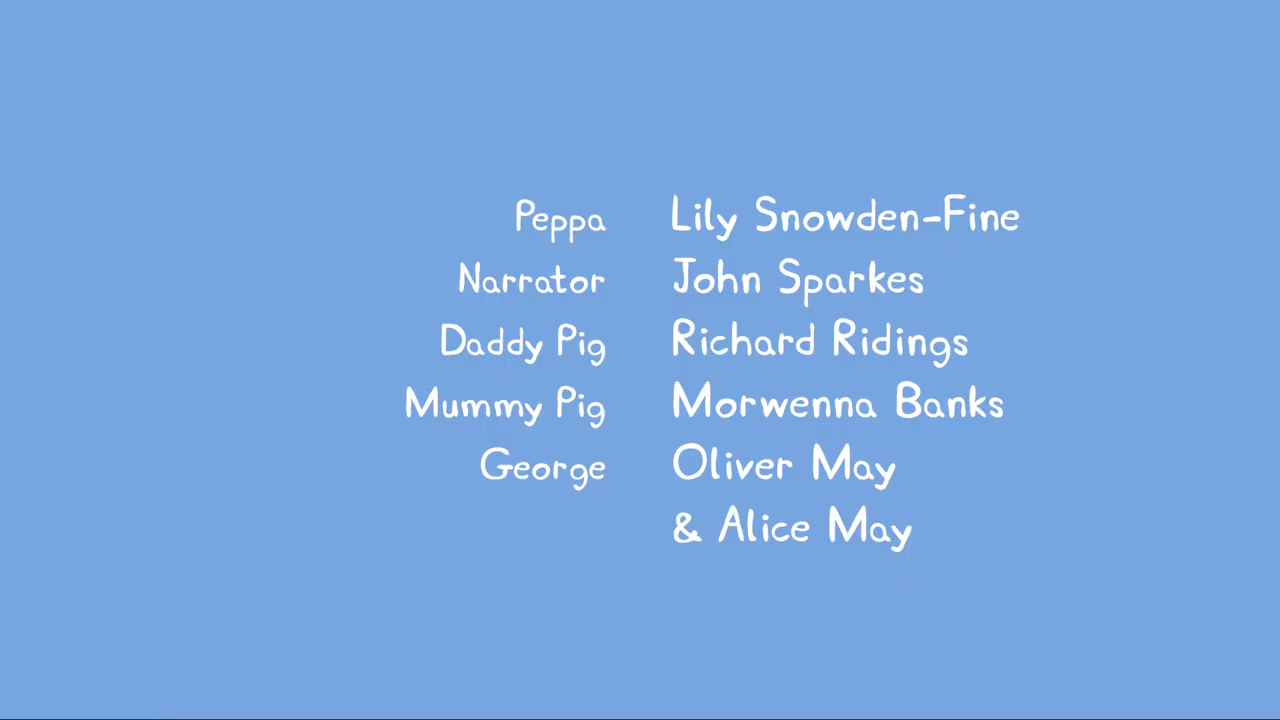 Peppa Lily Snowden-Fine
Narrator John Sparkes
Daddy Pig Richard Ridings
Mummy Pig Morwenna Banks
George Oliver May
& Alice May